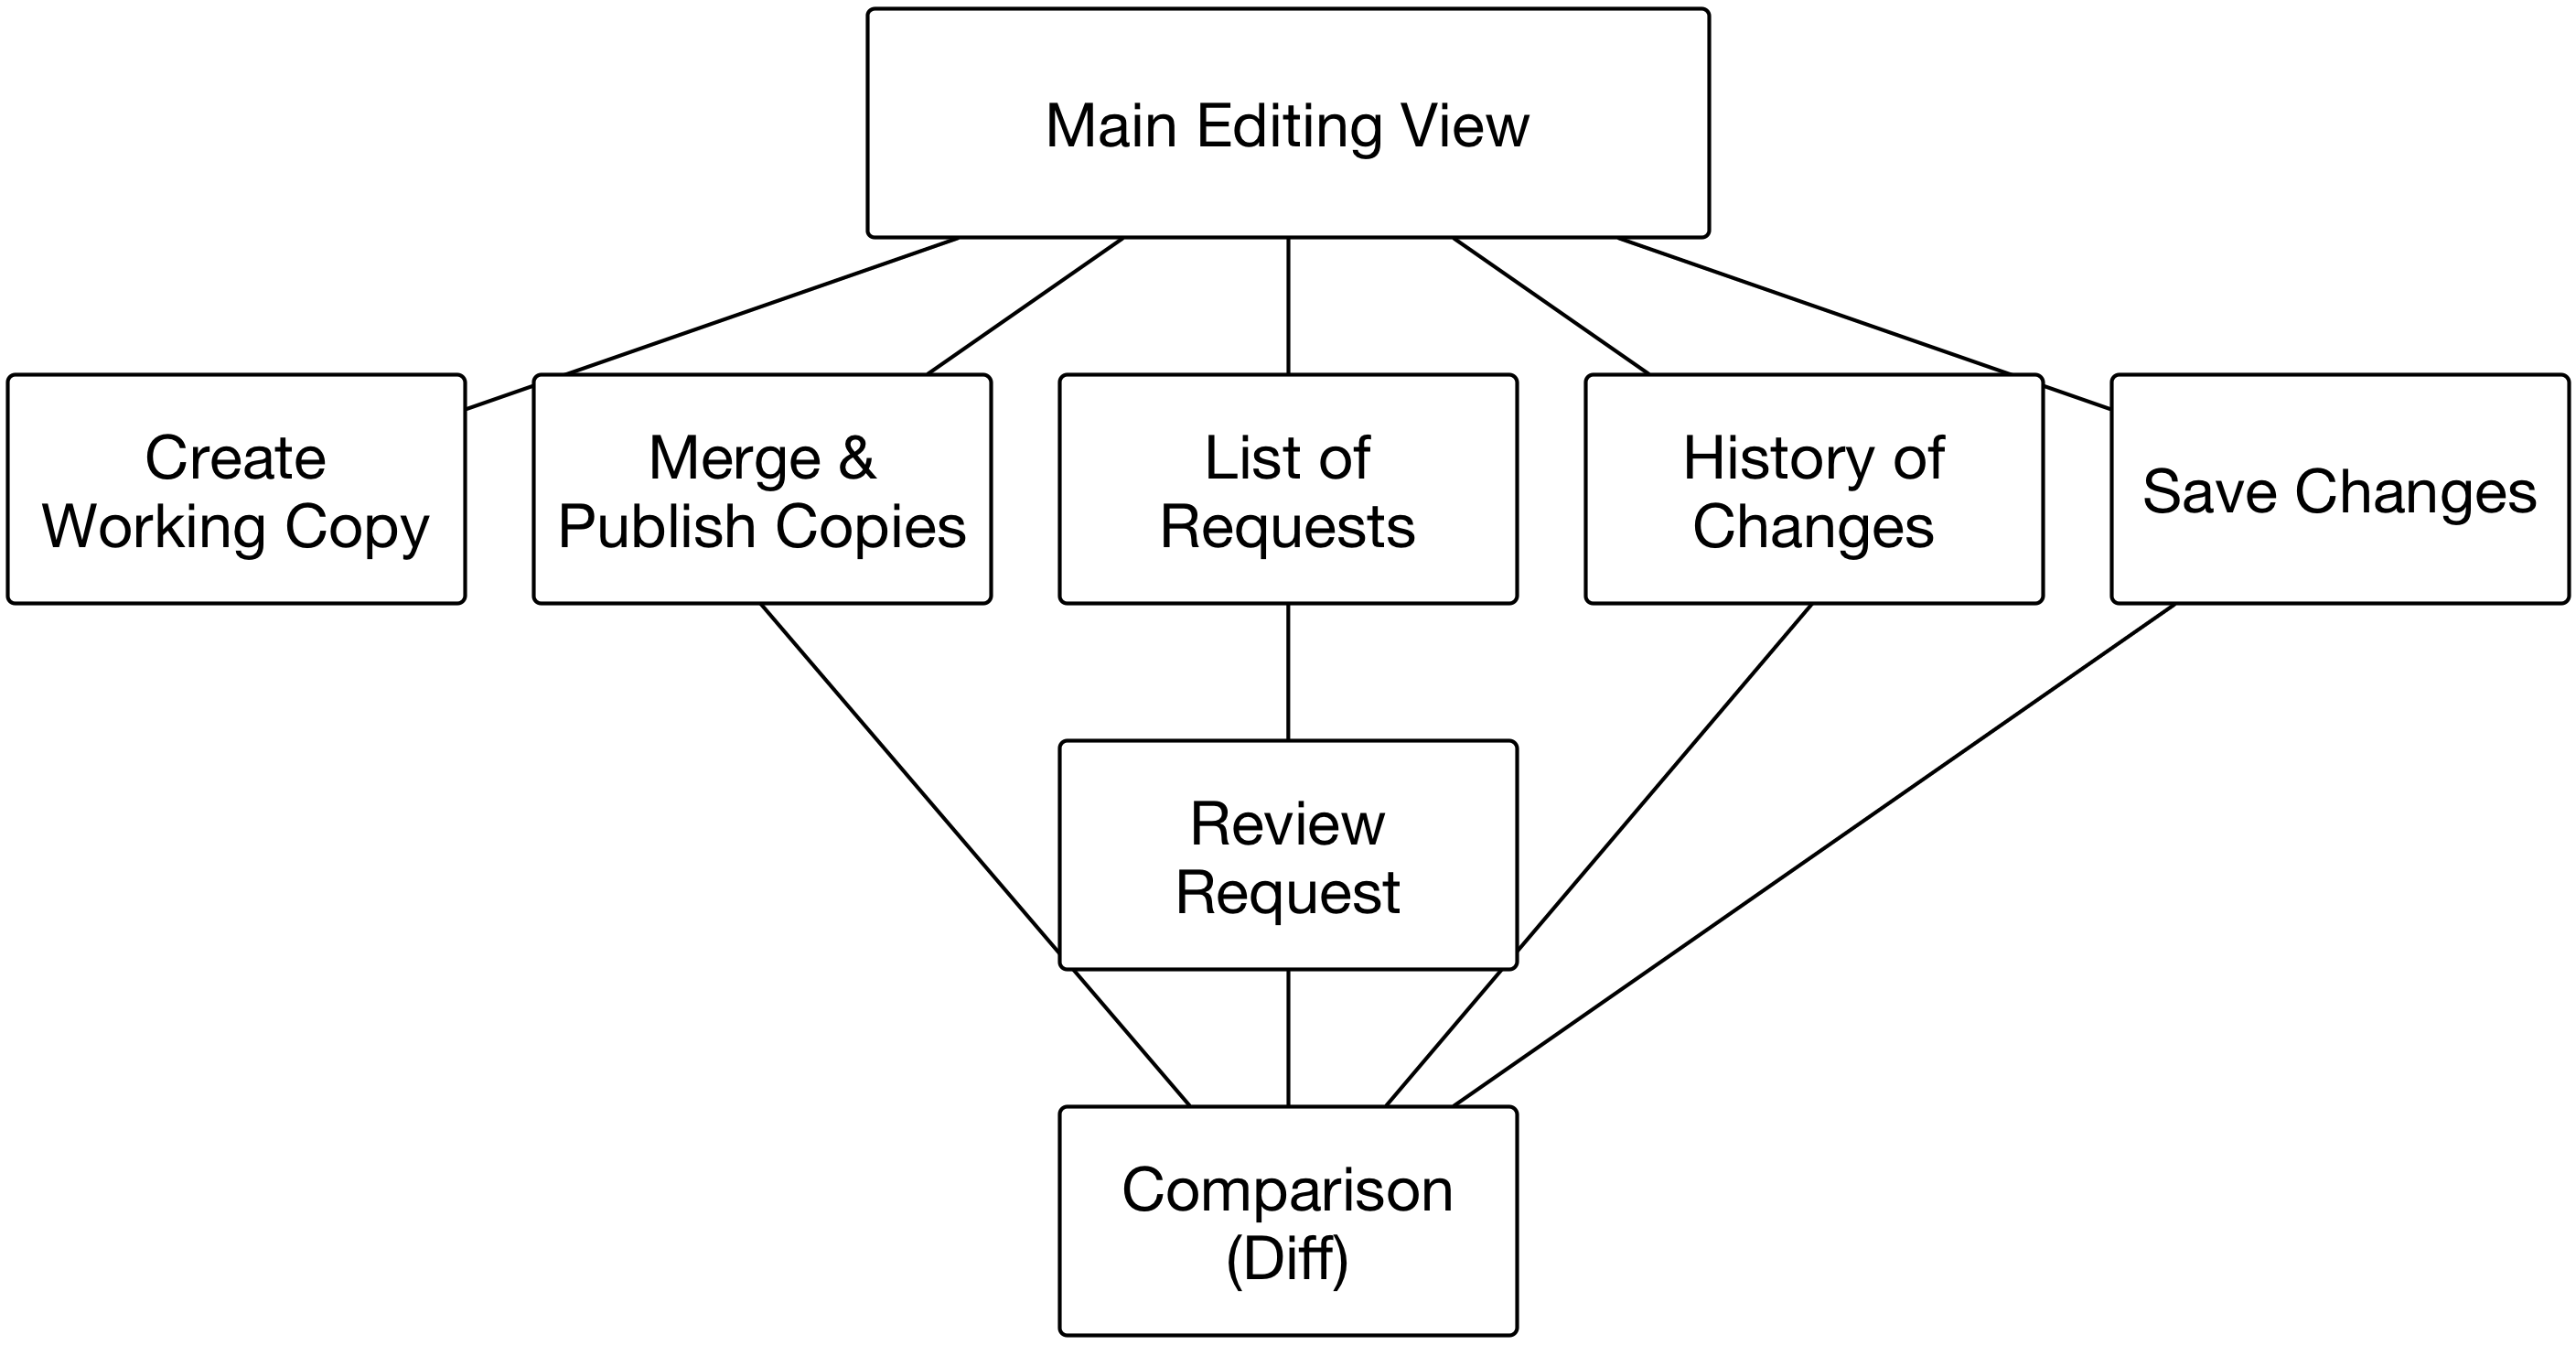 Main Editing View
Create
Working Copy
Merge &
Publish Copies
List of
Requests
History of
Changes
Save Changes
Review
Request
Comparison
(Diff)